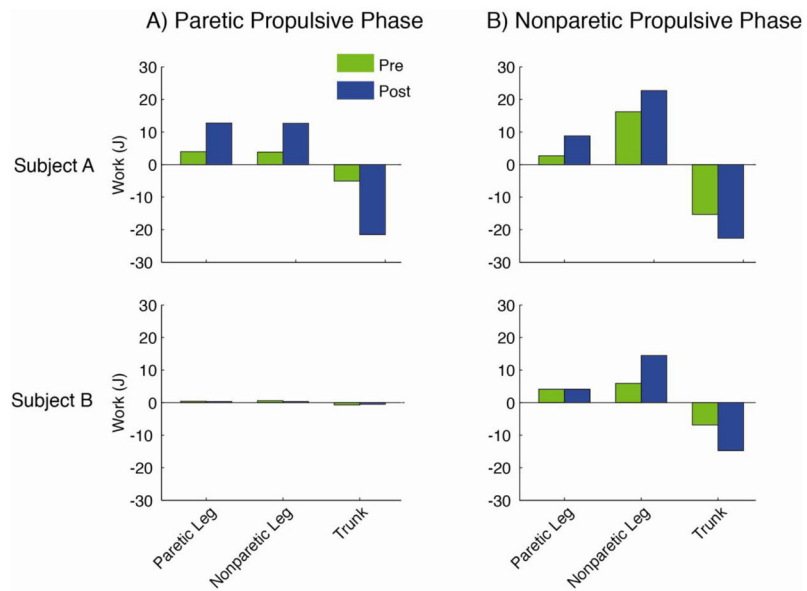 A) Paretic Propulsive Phase
B) Nonparetic Propulsive Phase
Pre
Post
Subject A
Work (J)
30
20
10
0
-10
-20
-30
30
20
10
0
-10
-20
-30
Subject B
Work (J)
30
20
10
0
-10
-20
-30
Paretic Leg
Nonparetic Leg
Trunk
30
20
10
0
-10
-20
-30
Paretic Leg
Nonparetic Leg
Trunk